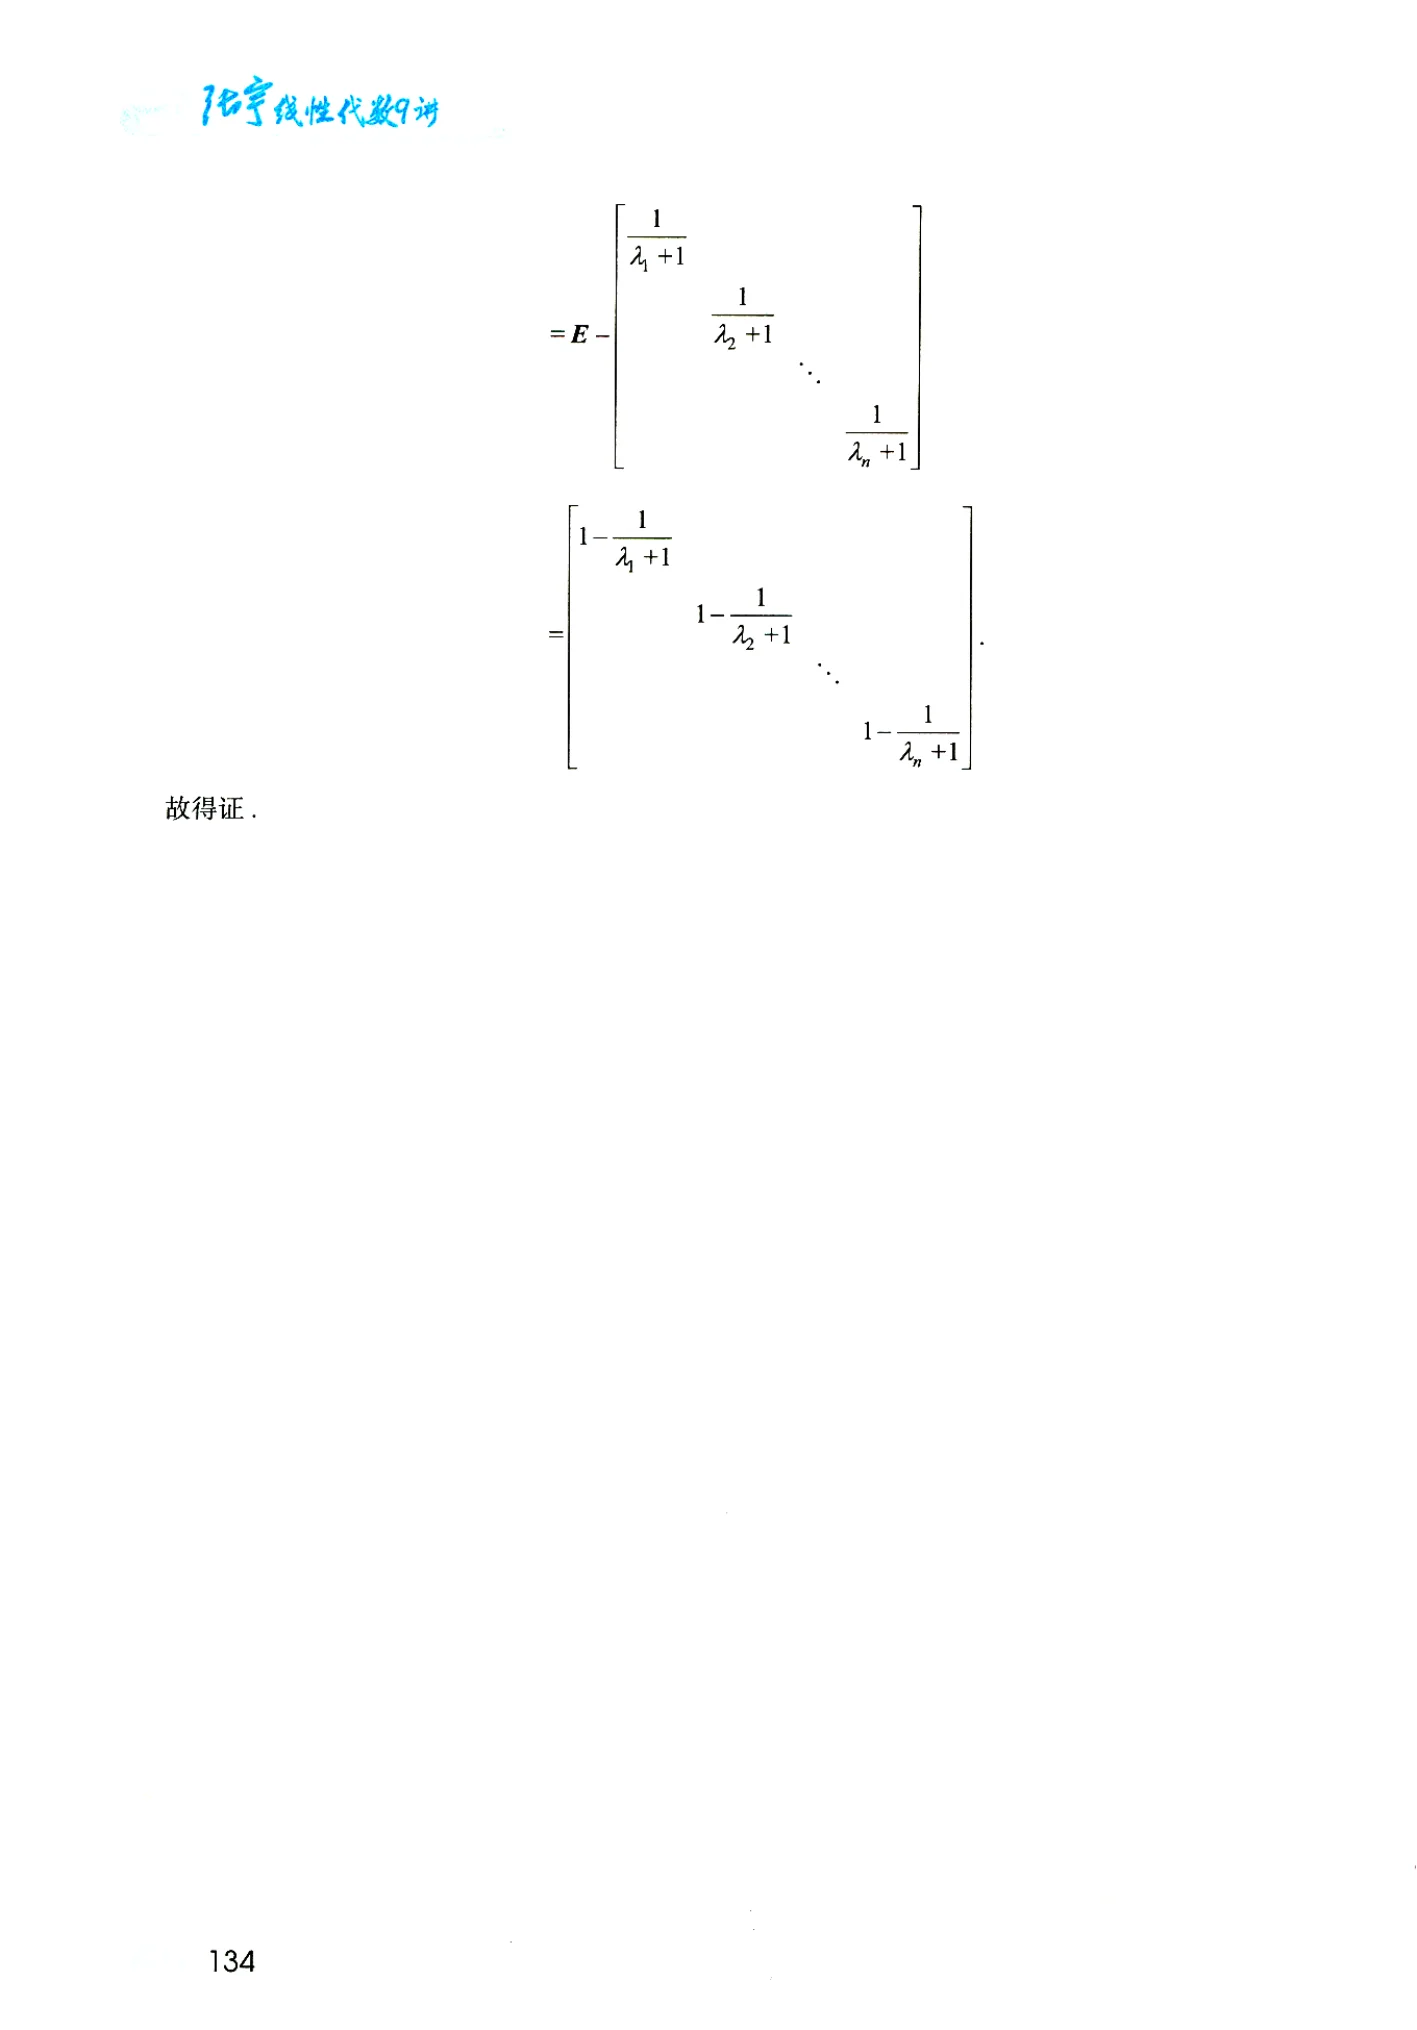 张宇线性代数9讲
$$=\boldsymbol{E}-\begin{bmatrix}\frac{1}{\lambda_1+1}&&&\\&\frac{1}{\lambda_2+1}&&\\&&\ddots&\\&&&\frac{1}{\lambda_n+1}\end{bmatrix}$$
$$=\begin{bmatrix}1-\frac{1}{\lambda_1+1}&&&\\&1-\frac{1}{\lambda_2+1}&&\\&&\ddots&\\&&&1-\frac{1}{\lambda_n+1}\end{bmatrix}.$$
故得证.
134